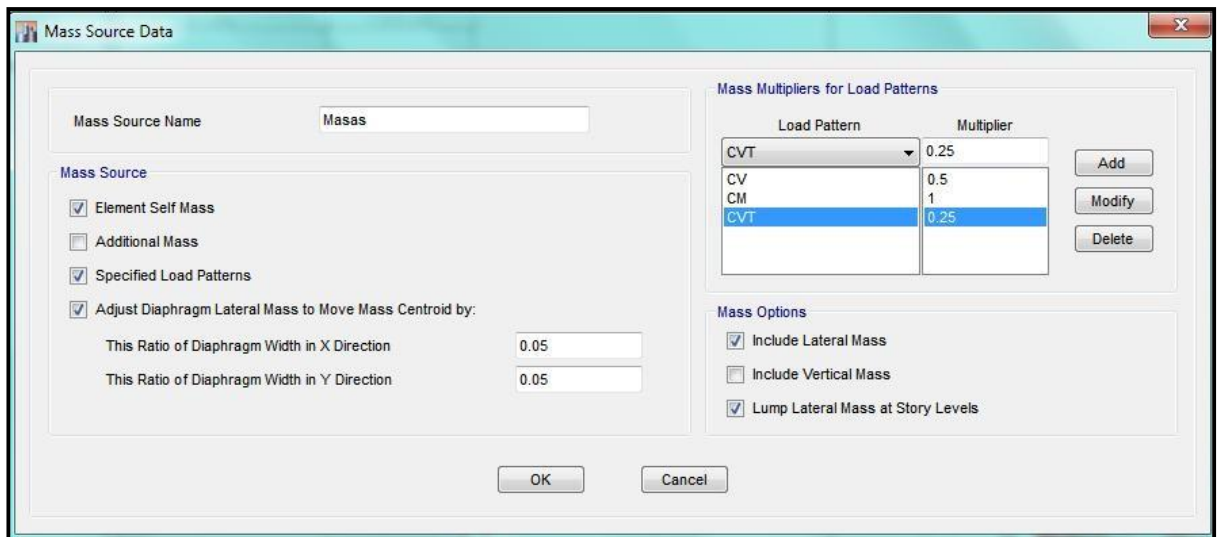 Mass Source Data
Mass Source Name Masas
Mass Source
Element Self Mass
Additional Mass
Specified Load Patterns
Adjust Diaphragm Lateral Mass to Move Mass Centroid by:
This Ratio of Diaphragm Width in X Direction 0.05
This Ratio of Diaphragm Width in Y Direction 0.05
Mass Multipliers for Load Patterns
Load Pattern Multiplier
CVT 0.25
CV 0.5
CM 1
CVT 0.25
Add
Modify
Delete
Mass Options
Include Lateral Mass
Include Vertical Mass
Lump Lateral Mass at Story Levels
OK Cancel